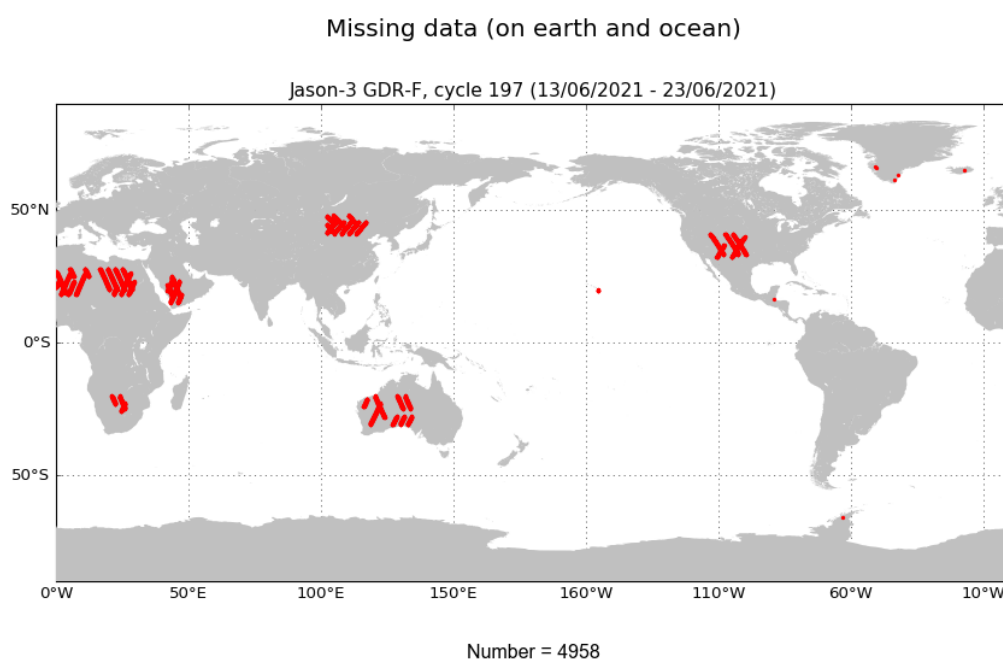 Missing data (on earth and ocean)
Jason-3 GDR-F, cycle 197 (13/06/2021 - 23/06/2021)
50°N
0°S
50°S
0°W 50°E 100°E 150°E 160°W 110°W 60°W 10°W
Number = 4958